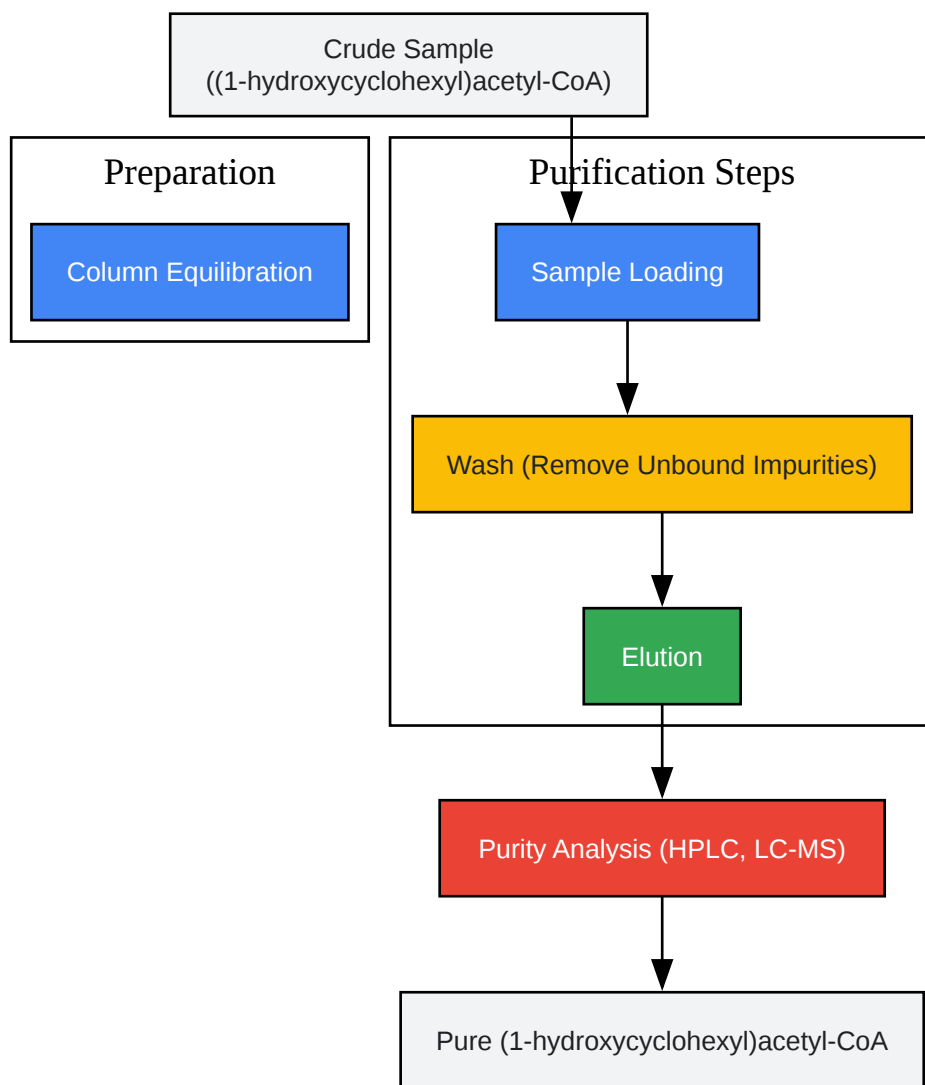 Crude Sample
((1-hydroxycyclohexyl)acetyl-CoA)
Preparation
Column Equilibration
Purification Steps
Sample Loading
Wash (Remove Unbound Impurities)
Elution
Purity Analysis (HPLC, LC-MS)
Pure (1-hydroxycyclohexyl)acetyl-CoA